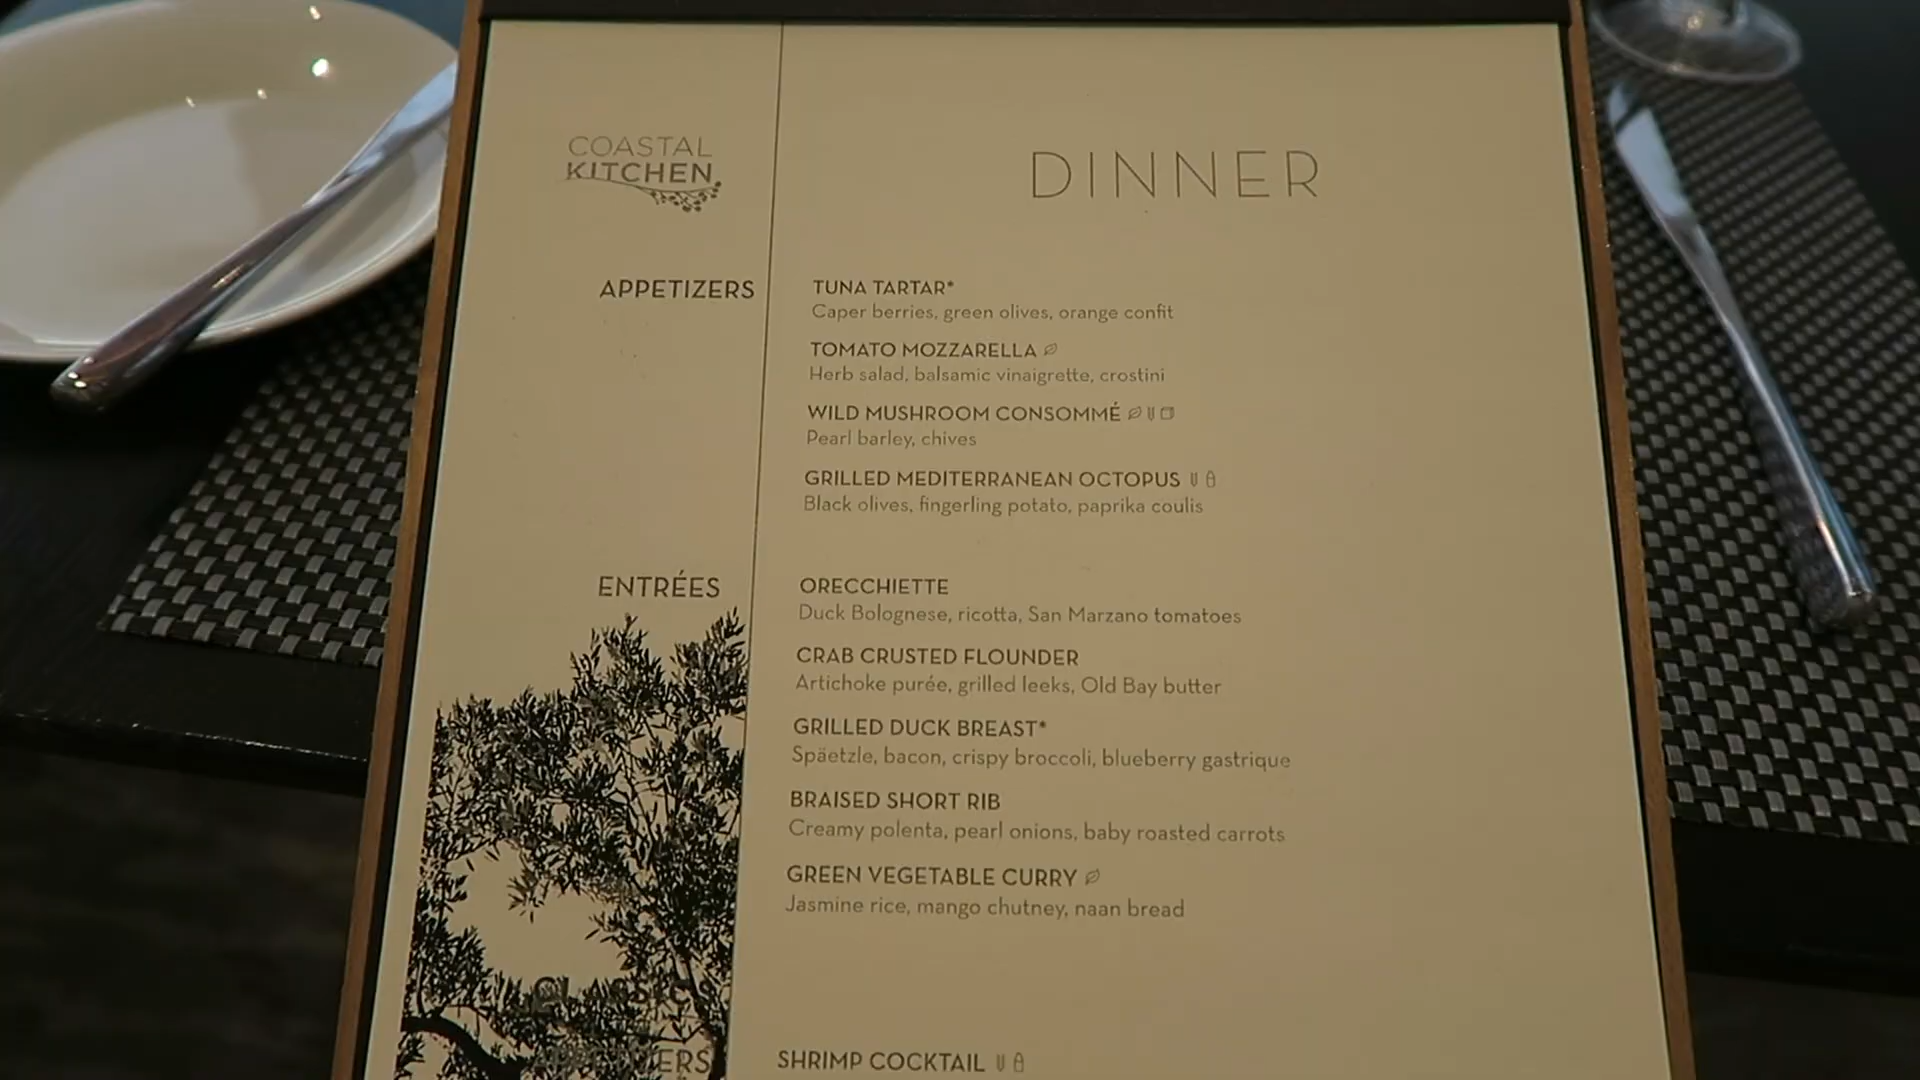 COASTAL
KITCHEN
DINNER
APPETIZERS
TUNA TARTAR*
Caper berries, green olives, orange confit
TOMATO MOZZARELLA
Herb salad, balsamic vinaigrette, crostini
WILD MUSHROOM CONSOMMÉ
Pearl barley, chives
GRILLED MEDITERRANEAN OCTOPUS
Black olives, fingerling potato, paprika coulis
ENTRÉES
ORECCHIETTE
Duck Bolognese, ricotta, San Marzano tomatoes
CRAB CRUSTED FLOUNDER
Artichoke purée, grilled leeks, Old Bay butter
GRILLED DUCK BREAST*
Späetzle, bacon, crispy broccoli, blueberry gastrique
BRAISED SHORT RIB
Creamy polenta, pearl onions, baby roasted carrots
GREEN VEGETABLE CURRY
Jasmine rice, mango chutney, naan bread
CLASSICS
APPETIZERS
SHRIMP COCKTAIL